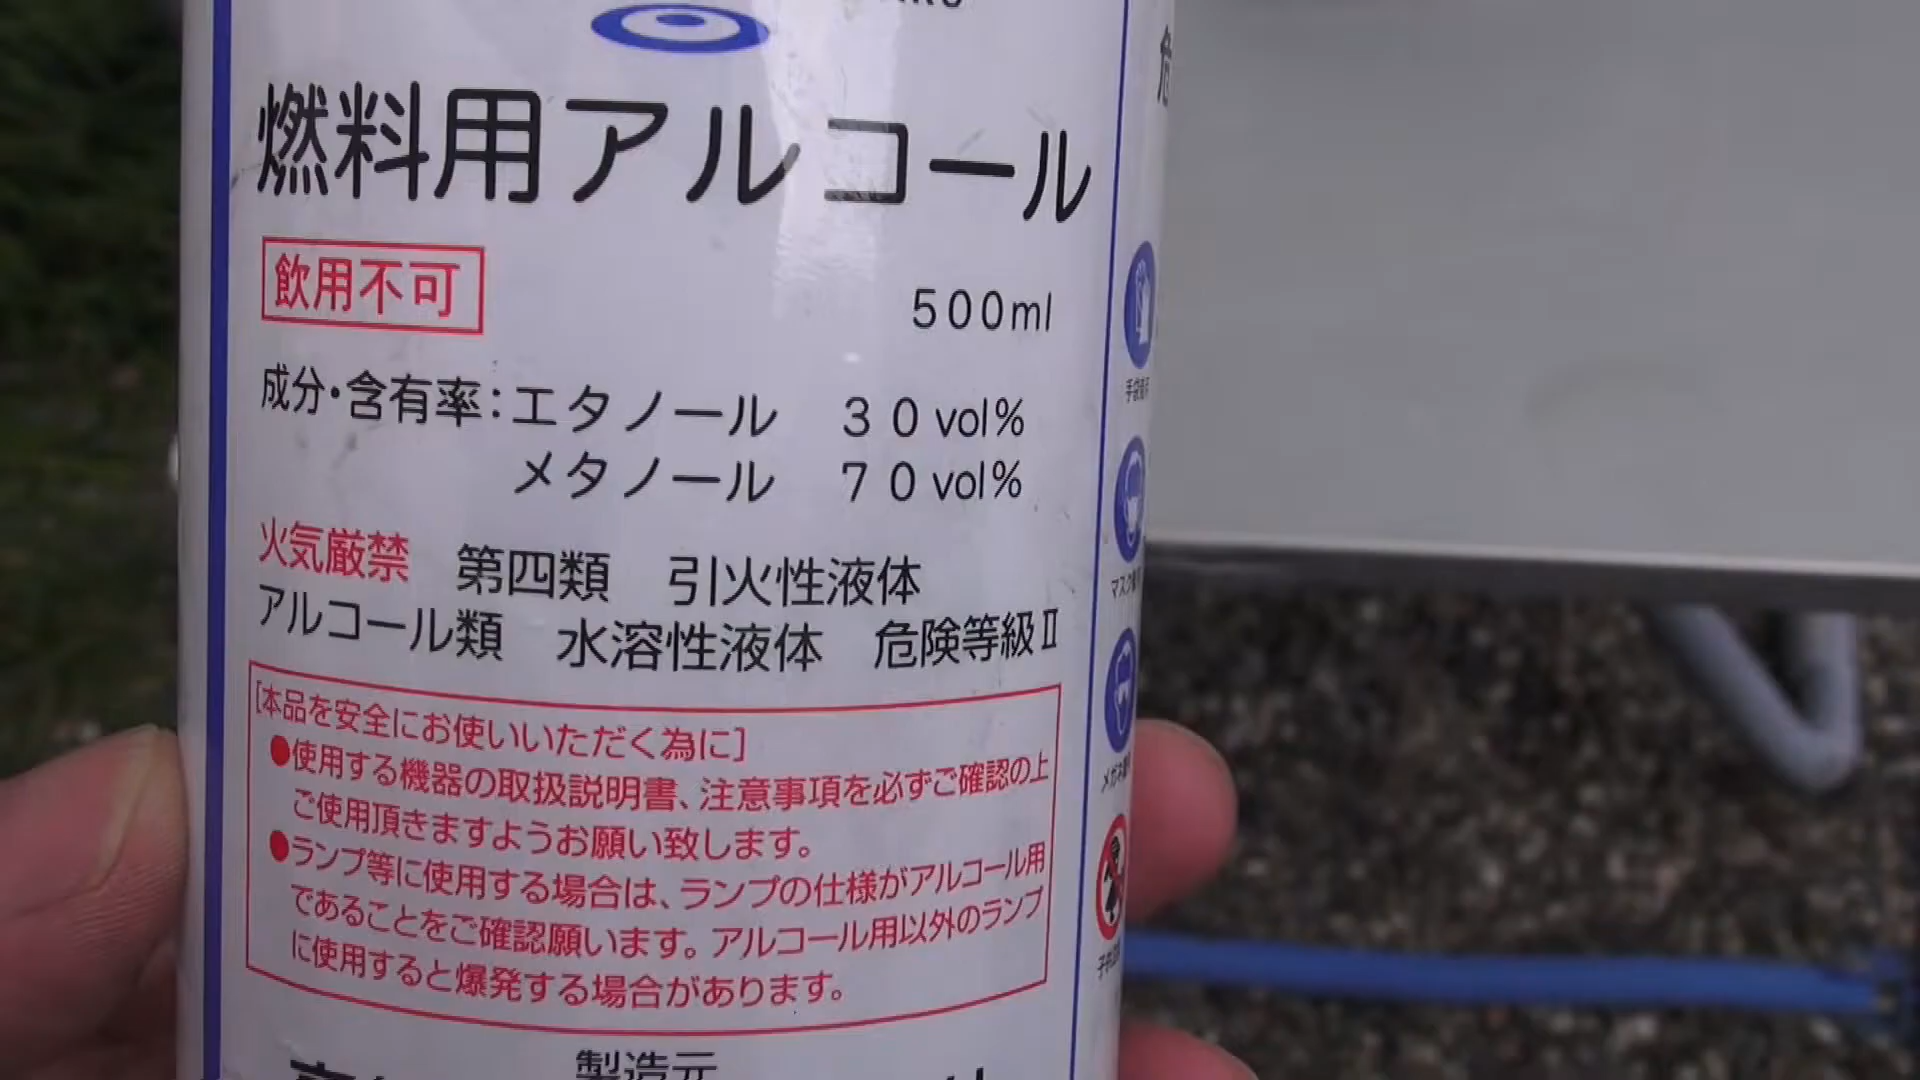 燃料用アルコール
飲用不可
500ml
成分・含有率：エタノール 30vol%
メタノール 70vol%
火気厳禁 第四類 引火性液体
アルコール類 水溶性液体 危険等級Ⅱ
[本品を安全にお使いいただく為に]
●使用する機器の取扱説明書、注意事項を必ずご確認の上
ご使用頂きますようお願い致します。
●ランプ等に使用する場合は、ランプの仕様がアルコール用
であることをご確認願います。アルコール用以外のランプ
に使用すると爆発する場合があります。
製造元
危
マスク